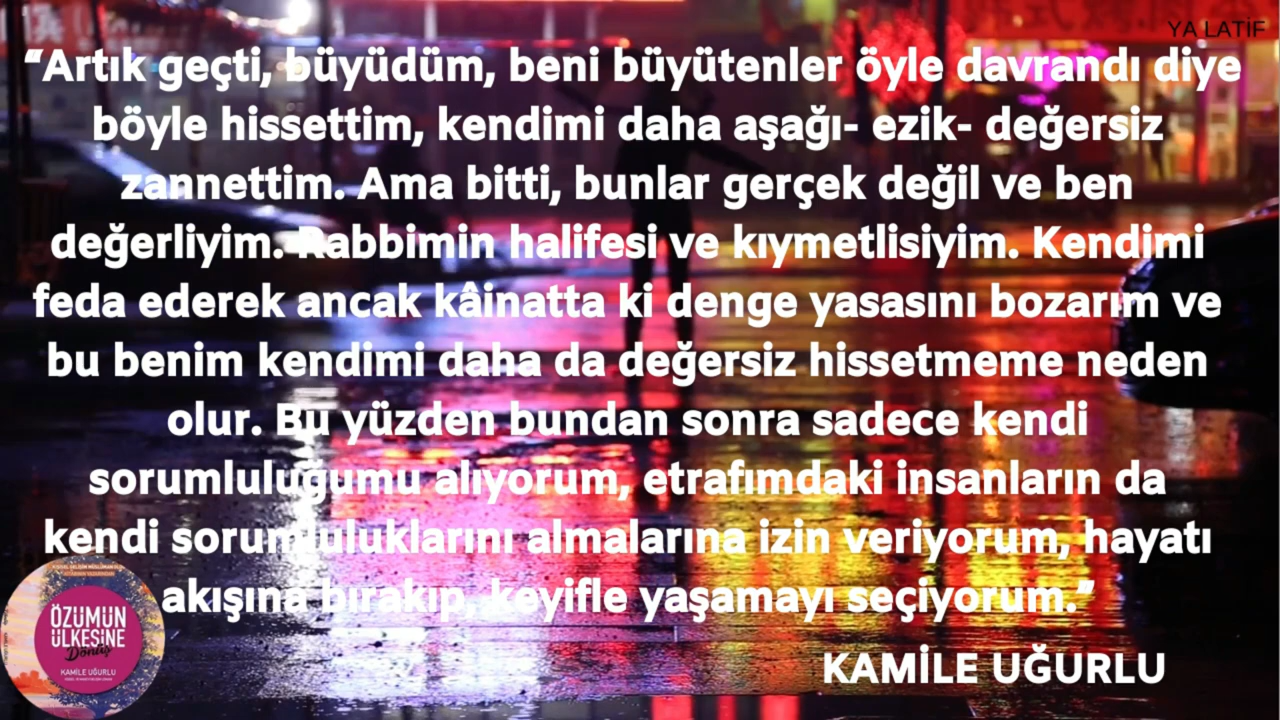 YA LATİF
“Artık geçti, büyüdüm, beni büyütenler öyle davrandı diye
böyle hissettim, kendimi daha aşağı- ezik- değersiz
zannettim. Ama bitti, bunlar gerçek değil ve ben
değerliyim. Rabbimin halifesi ve kıymetlisiyim. Kendimi
feda ederek ancak kâinatta ki denge yasasını bozarım ve
bu benim kendimi daha da değersiz hissetmeme neden
olur. Bu yüzden bundan sonra sadece kendi
sorumluluğumu alıyorum, etrafımdaki insanların da
kendi sorumluluklarını almalarına izin veriyorum, hayatı
akışına bırakıp, keyifle yaşamayı seçiyorum.”
KAMİLE UĞURLU
ÖZÜMÜN
ÜLKESİNE
Dönüş
KAMİLE UĞURLU